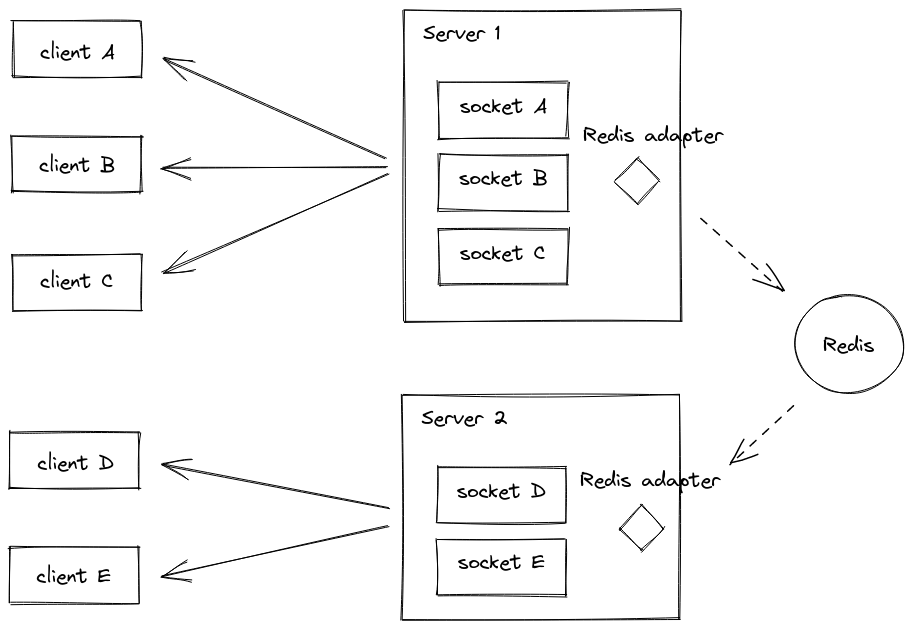 client A
client B
client C
Server 1
socket A
socket B
socket C
Redis adapter
Redis
client D
client E
Server 2
socket D
socket E
Redis adapter